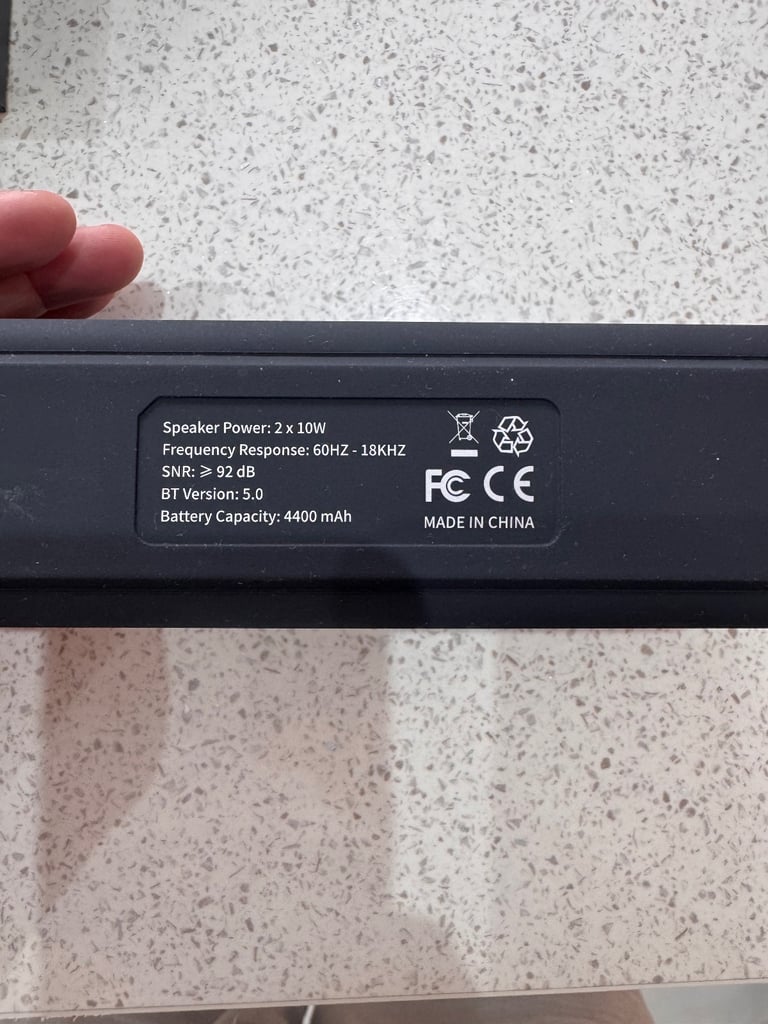 Speaker Power: 2 x 10W
Frequency Response: 60HZ - 18KHZ
SNR: ⩾ 92 dB
BT Version: 5.0
Battery Capacity: 4400 mAh
FC CE
MADE IN CHINA